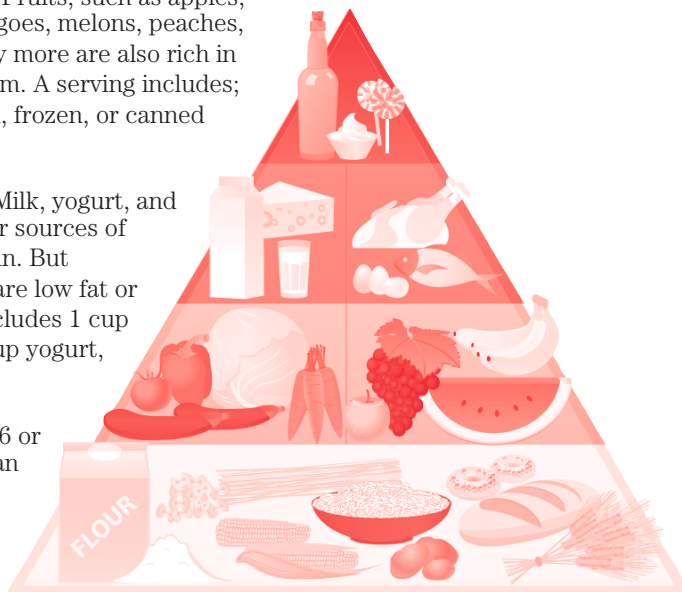 Fruits, such as apples,
goes, melons, peaches,
y more are also rich in
m. A serving includes;
, frozen, or canned
Milk, yogurt, and
r sources of
n. But
are low fat or
cludes 1 cup
up yogurt,
6 or
an
FLOUR